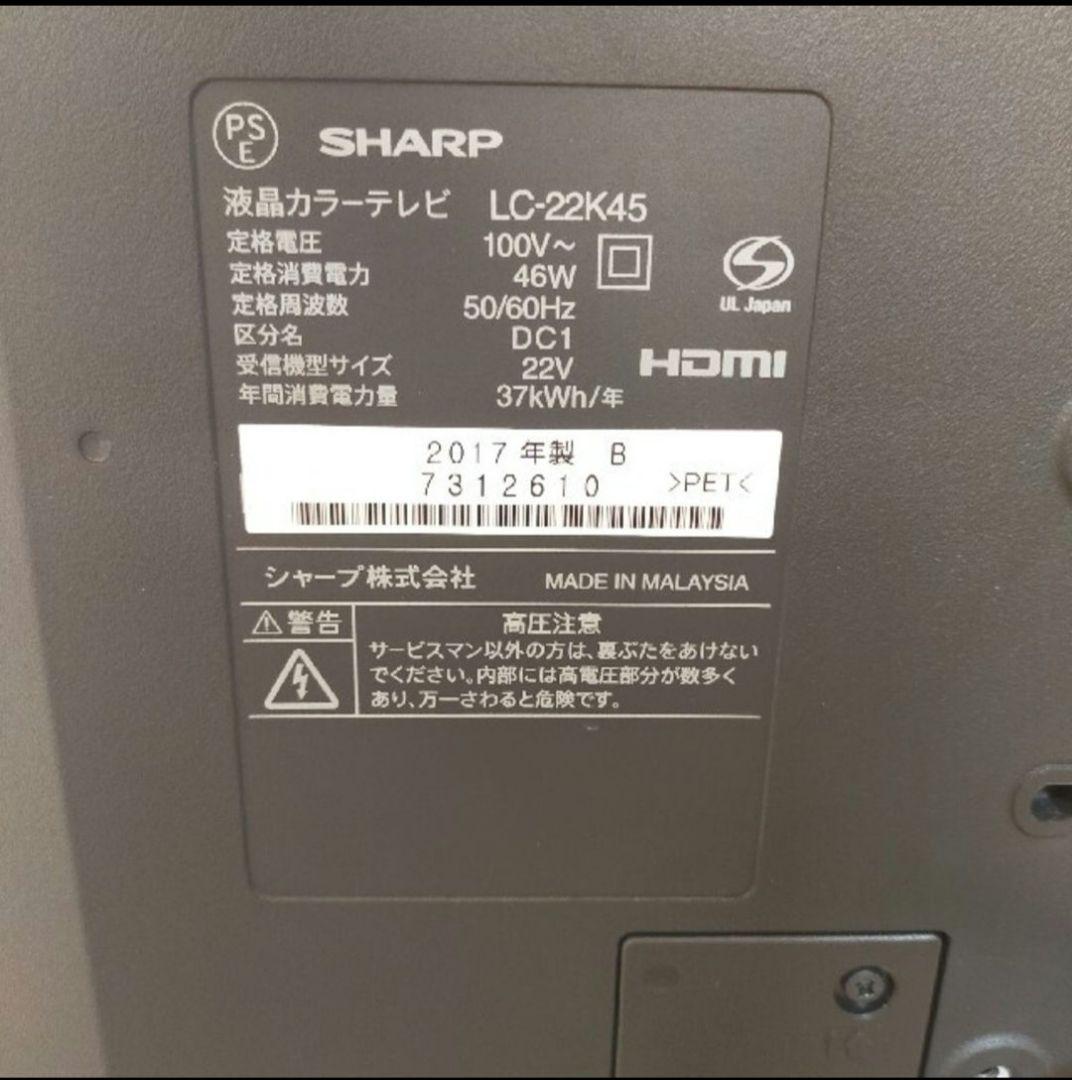 PS
E
SHARP
液晶カラーテレビ LC-22K45
定格電圧 100V～
定格消費電力 46W
定格周波数 50/60Hz
区分名 DC1
受信機型サイズ 22V
年間消費電力量 37kWh/年
UL Japan
HDMI
2017年製 B
7312610
>PET<
シャープ株式会社 MADE IN MALAYSIA
警告
高圧注意
サービスマン以外の方は、裏ぶたをあけない
でください。内部には高電圧部分が数多く
あり、万一さわると危険です。